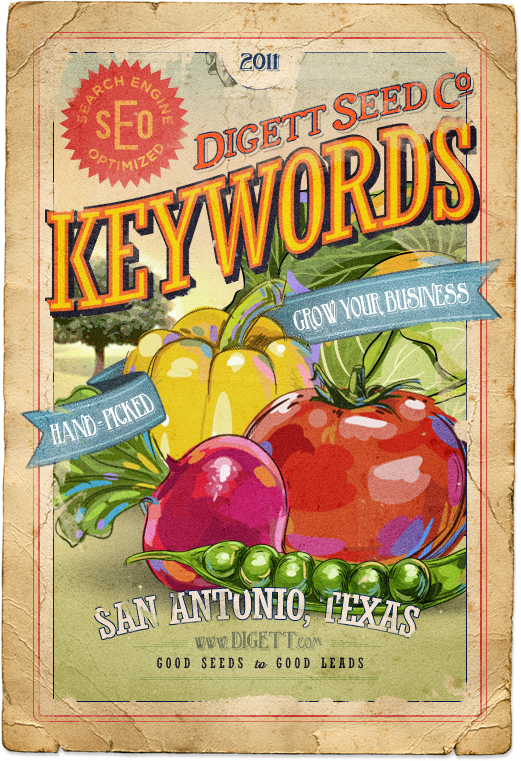 2011
SEARCH ENGINE
SEO
OPTIMIZED
DIGETT SEED Co
KEYWORDS
GROW YOUR BUSINESS
HAND-PICKED
SAN ANTONIO, TEXAS
www.DIGETT.com
GOOD SEEDS to GOOD LEADS